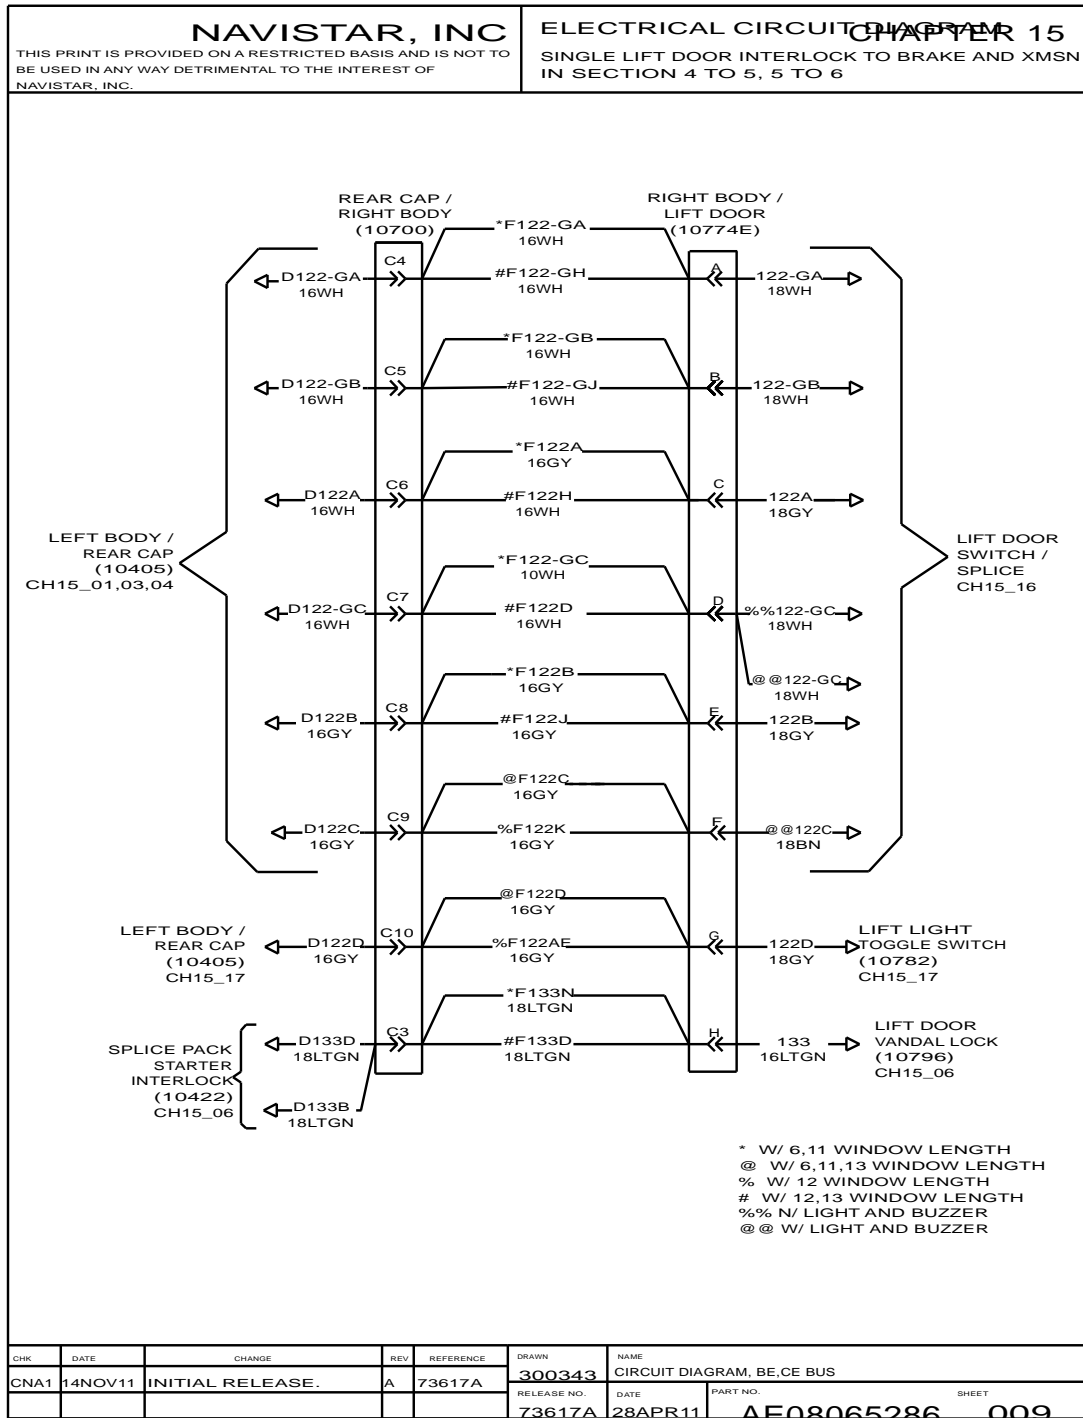 NAVISTAR, INC
THIS PRINT IS PROVIDED ON A RESTRICTED BASIS AND IS NOT TO
BE USED IN ANY WAY DETRIMENTAL TO THE INTEREST OF
NAVISTAR, INC.
ELECTRICAL CIRCUIT DIAGRAM
CHAPTER 15
SINGLE LIFT DOOR INTERLOCK TO BRAKE AND XMSN
IN SECTION 4 TO 5, 5 TO 6
REAR CAP /
RIGHT BODY
(10700)
RIGHT BODY /
LIFT DOOR
(10774E)
*F122-GA
16WH
D122-GA
16WH
C4
#F122-GH
16WH
A
122-GA
18WH
*F122-GB
16WH
D122-GB
16WH
C5
#F122-GJ
16WH
B
122-GB
18WH
*F122A
16GY
D122A
16WH
C6
#F122H
16WH
C
122A
18GY
LEFT BODY /
REAR CAP
(10405)
CH15_01,03,04
LIFT DOOR
SWITCH /
SPLICE
CH15_16
*F122-GC
10WH
D122-GC
16WH
C7
#F122D
16WH
D
%%122-GC
18WH
@@122-GC
18WH
*F122B
16GY
D122B
16GY
C8
#F122J
16GY
E
122B
18GY
@F122C
16GY
D122C
16GY
C9
%F122K
16GY
F
@@122C
18BN
@F122D
16GY
LEFT BODY /
REAR CAP
(10405)
CH15_17
D122D
16GY
C10
%F122AE
16GY
G
122D
18GY
LIFT LIGHT
TOGGLE SWITCH
(10782)
CH15_17
*F133N
18LTGN
SPLICE PACK
STARTER
INTERLOCK
(10422)
CH15_06
D133D
18LTGN
C3
#F133D
18LTGN
H
133
16LTGN
LIFT DOOR
VANDAL LOCK
(10796)
CH15_06
D133B
18LTGN
* W/ 6,11 WINDOW LENGTH
@ W/ 6,11,13 WINDOW LENGTH
% W/ 12 WINDOW LENGTH
# W/ 12,13 WINDOW LENGTH
%% N/ LIGHT AND BUZZER
@@ W/ LIGHT AND BUZZER
CHK DATE CHANGE REV REFERENCE
CNA1 14NOV11 INITIAL RELEASE. A 73617A
DRAWN
300343
NAME
CIRCUIT DIAGRAM, BE,CE BUS
RELEASE NO.
73617A
DATE
28APR11
PART NO.
AE08065286
SHEET
009